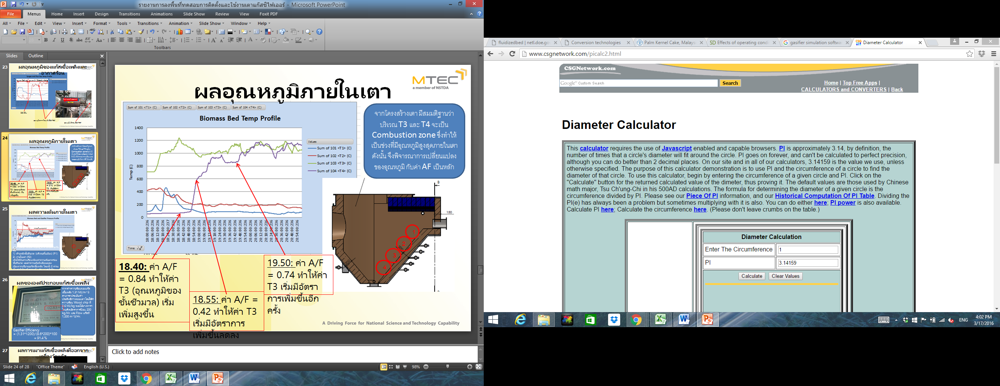 รายงานการลงพื้นที่ทดสอบการติดตั้งและใช้งานเตาแก๊สซิไฟเออร์ - Microsoft PowerPoint
File Menus Home Insert Design Transitions Animations Slide Show Review View Foxit PDF
All File Edit View Insert Format Tools Transitions Animation Slide Show Window Help
Toolbars
Slides Outline
23
ผลอุณหภูมิของแก๊สเชื้อเพลิงและ
อากาศร้อน
24
ผลอุณหภูมิภายในเตา
25
ผลความดันภายในเตา
26
ผลขององค์ประกอบแก๊สเชื้อเพลิง
Gasifier Efficiency
= (1.31*1200)/(8.6*200)*100
= 91.4 %
27
ผลการเผาแก๊สเชื้อเพลิงที่ออกจาก
MTEC
a member of NSTDA
ผลอุณหภูมิภายในเตา
Sum of 101 <T1> (C) Sum of 102 <T2> (C) Sum of 103 <T3> (C) Sum of 104 <T4> (C)
Biomass Bed Temp Profile
Temp (C)
1400
1200
1000
800
600
400
200
0
Values
Sum of 101 <T1> (C)
Sum of 102 <T2> (C)
Sum of 103 <T3> (C)
Sum of 104 <T4> (C)
18:00:00:236
18:06:00:236
18:12:00:236
18:24:00:237
18:36:00:236
18:42:00:236
18:48:00:236
19:00:00:236
19:06:00:236
19:18:00:236
19:24:00:236
19:30:00:236
19:36:00:236
19:42:00:236
19:54:00:236
20:00:00:236
20:06:00:236
20:12:00:236
20:18:00:236
20:24:00:236
20:36:00:236
20:42:00:236
20:48:00:236
20:54:00:236
Time
จากโครงสร้างเตา มีสมมติฐานว่า
บริเวณ T3 และ T4 จะเป็น
Combustion zone ซึ่งทำให้
เป็นช่วงที่มีอุณหภูมิสูงสุดภายในเตา
ดังนั้น จึงพิจารณาการเปลี่ยนแปลง
ของอุณหภูมิ กับค่า AF เป็นหลัก
B
150
1
2
3
4
18.40: ค่า A/F
= 0.84 ทำให้ค่า
T3 (อุณหภูมิของ
ชั้นชีวมวล) เริ่ม
เพิ่มสูงขึ้น
18.55: ค่า A/F =
0.42 ทำให้ค่า T3
เริ่มมีอัตราการ
เพิ่มขึ้นลดลง
19.50: ค่า A/F
= 0.74 ทำให้ค่า
T3 เริ่มมีอัตรา
การเพิ่มขึ้นอีก
ครั้ง
A Driving Force for National Science and Technology Capability
Click to add notes
Slide 24 of 28 "Office Theme" English (U.S.) 98%
fluidizedbed | netl.doe.go Conversion technologies Palm Kernel Cake, Malays Effects of operating condi gasifier simulation softwa Diameter Calculator
www.csgnetwork.com/picalc2.html
CSGNetwork.com
Google™ Custom Search Search
Home | Top Free Apps |
CALCULATORS and CONVERTERS | Back
Diameter Calculator
This calculator requires the use of Javascript enabled and capable browsers. PI is approximately 3.14, by definition, the
number of times that a circle's diameter will fit around the circle. PI goes on forever, and can't be calculated to perfect precision,
although you can do better than 2 decimal places. On our site and in all of our calculators, 3.14159 is the value we use, unless
otherwise specified. The purpose of this calculator demonstration is to use PI and the circumference of a circle to find the
diameter of that circle. To use this calculator, begin by entering the circumference of a given circle and PI. Click on the
"Calculate" button for the returned calculated value of the dimeter, thus proving it. The default values are those used by Chinese
math major, Tsu Ch'ung-Chi in his 500AD calculations. The formula for determining the diameter of a given circle is the
circumference divided by PI. Please see our Piece Of PI information, and our Historical Computation Of PI Table. Dividing the
PI(e) has always been a problem but sometimes multiplying with it is also. You can do either here; PI power is also available.
Calculate PI here; Calculate the circumference here. (Please don't leave crumbs on the table.)
Diameter Calculation
Enter The Circumference 1
PI 3.14159
Calculate Clear Values
ENG
4:02 PM
3/17/2016